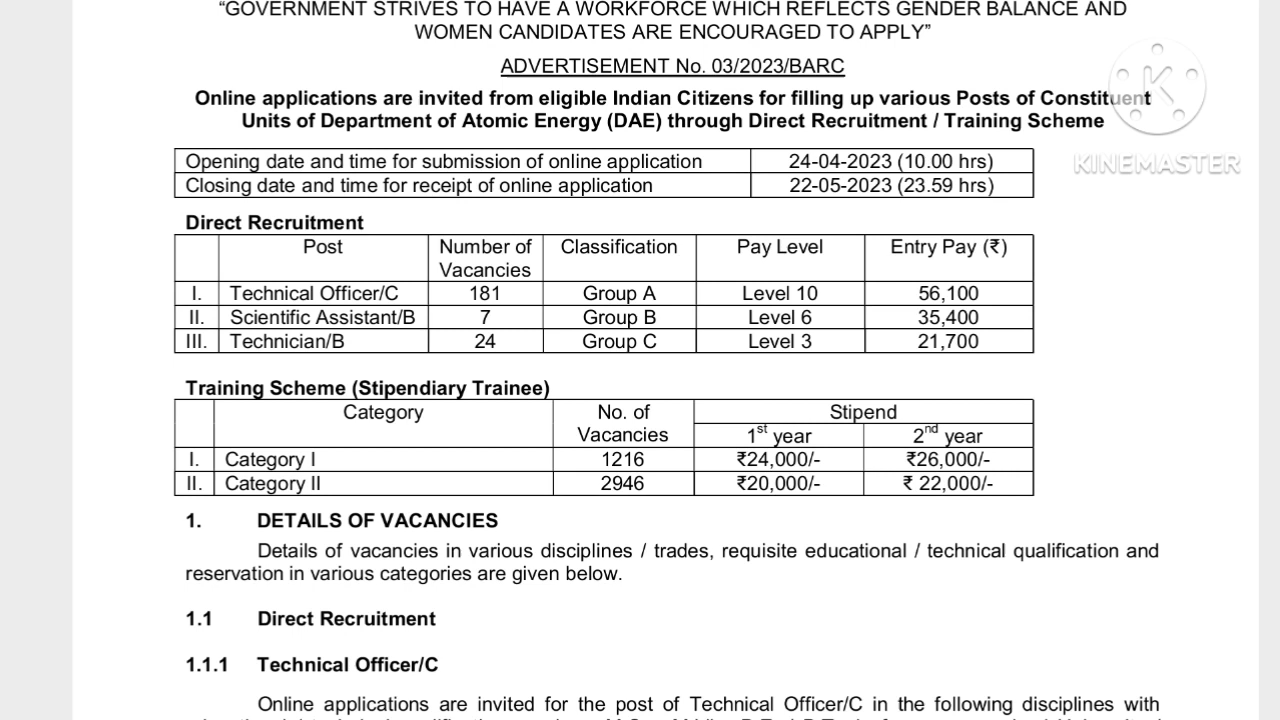 “GOVERNMENT STRIVES TO HAVE A WORKFORCE WHICH REFLECTS GENDER BALANCE AND
WOMEN CANDIDATES ARE ENCOURAGED TO APPLY”
ADVERTISEMENT No. 03/2023/BARC
Online applications are invited from eligible Indian Citizens for filling up various Posts of Constituent
Units of Department of Atomic Energy (DAE) through Direct Recruitment / Training Scheme
KINEMASTER
Opening date and time for submission of online application 24-04-2023 (10.00 hrs)
Closing date and time for receipt of online application 22-05-2023 (23.59 hrs)
Direct Recruitment
Post Number of Vacancies Classification Pay Level Entry Pay (₹)
I. Technical Officer/C 181 Group A Level 10 56,100
II. Scientific Assistant/B 7 Group B Level 6 35,400
III. Technician/B 24 Group C Level 3 21,700
Training Scheme (Stipendiary Trainee)
Category No. of Vacancies Stipend
1st year 2nd year
I. Category I 1216 ₹24,000/- ₹26,000/-
II. Category II 2946 ₹20,000/- ₹ 22,000/-
1. DETAILS OF VACANCIES
Details of vacancies in various disciplines / trades, requisite educational / technical qualification and
reservation in various categories are given below.
1.1 Direct Recruitment
1.1.1 Technical Officer/C
Online applications are invited for the post of Technical Officer/C in the following disciplines with